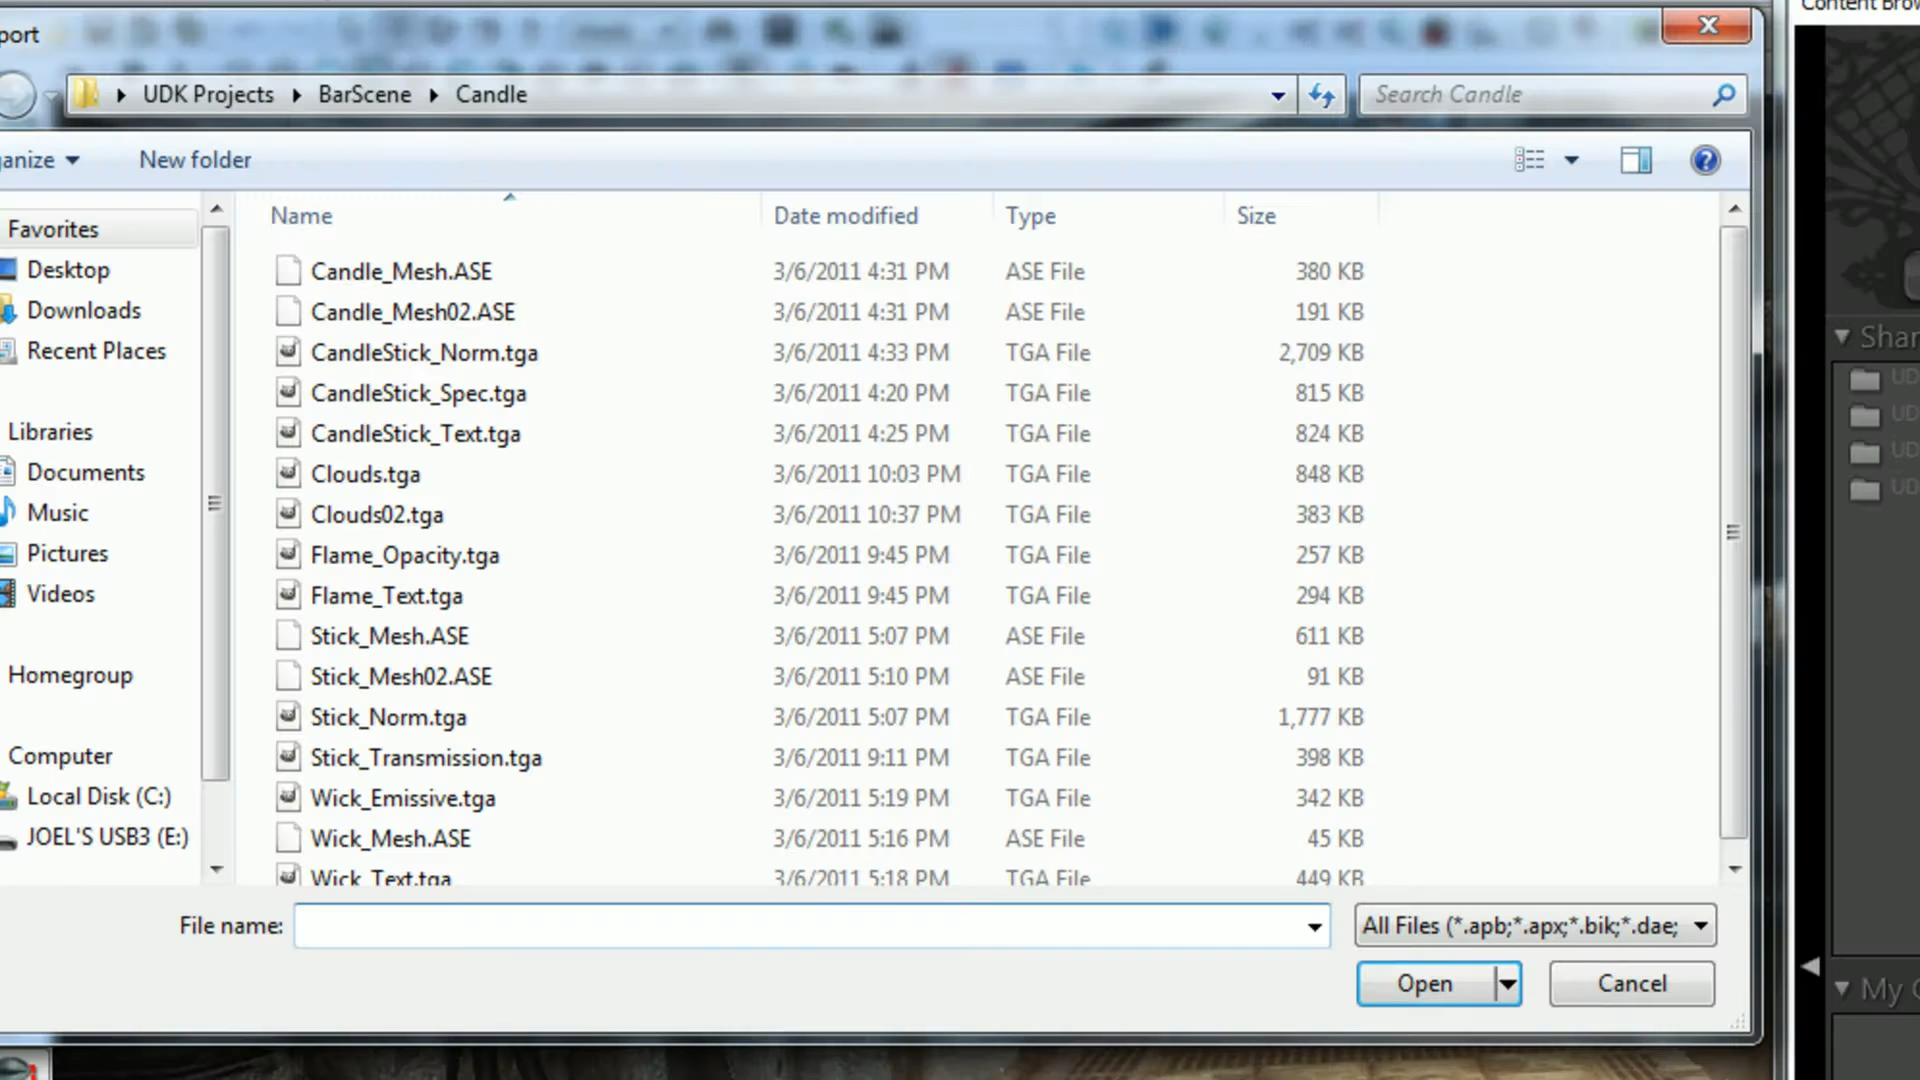 port
Content Brow
UDK Projects BarScene Candle
Search Candle
ganize New folder
Name Date modified Type Size
Favorites
Desktop
Downloads
Recent Places
Libraries
Documents
Music
Pictures
Videos
Homegroup
Computer
Local Disk (C:)
JOEL'S USB3 (E:)
Candle_Mesh.ASE 3/6/2011 4:31 PM ASE File 380 KB
Candle_Mesh02.ASE 3/6/2011 4:31 PM ASE File 191 KB
CandleStick_Norm.tga 3/6/2011 4:33 PM TGA File 2,709 KB
CandleStick_Spec.tga 3/6/2011 4:20 PM TGA File 815 KB
CandleStick_Text.tga 3/6/2011 4:25 PM TGA File 824 KB
Clouds.tga 3/6/2011 10:03 PM TGA File 848 KB
Clouds02.tga 3/6/2011 10:37 PM TGA File 383 KB
Flame_Opacity.tga 3/6/2011 9:45 PM TGA File 257 KB
Flame_Text.tga 3/6/2011 9:45 PM TGA File 294 KB
Stick_Mesh.ASE 3/6/2011 5:07 PM ASE File 611 KB
Stick_Mesh02.ASE 3/6/2011 5:10 PM ASE File 91 KB
Stick_Norm.tga 3/6/2011 5:07 PM TGA File 1,777 KB
Stick_Transmission.tga 3/6/2011 9:11 PM TGA File 398 KB
Wick_Emissive.tga 3/6/2011 5:19 PM TGA File 342 KB
Wick_Mesh.ASE 3/6/2011 5:16 PM ASE File 45 KB
Wick_Text.tga 3/6/2011 5:18 PM TGA File 449 KB
File name:
All Files (*.apb;*.apx;*.bik;*.dae;
Open Cancel
Shar
UD
UD
UD
UD
My C